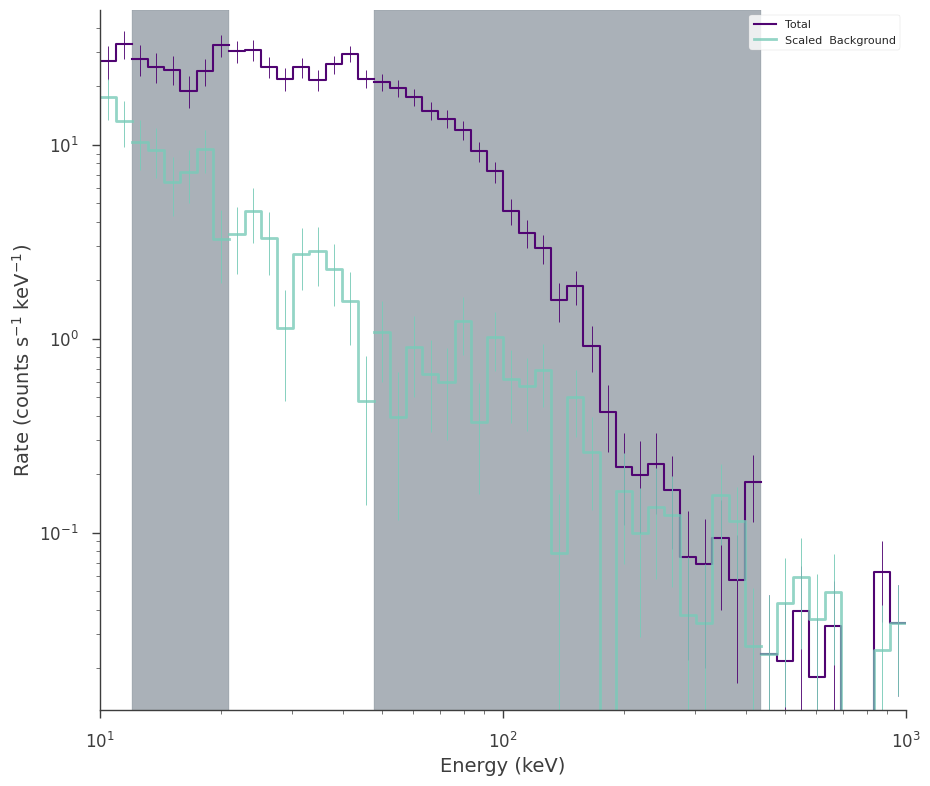 Total
Scaled  Background
10¹
10⁰
10⁻¹
Rate (counts s⁻¹ keV⁻¹)
10¹
10²
10³
Energy (keV)